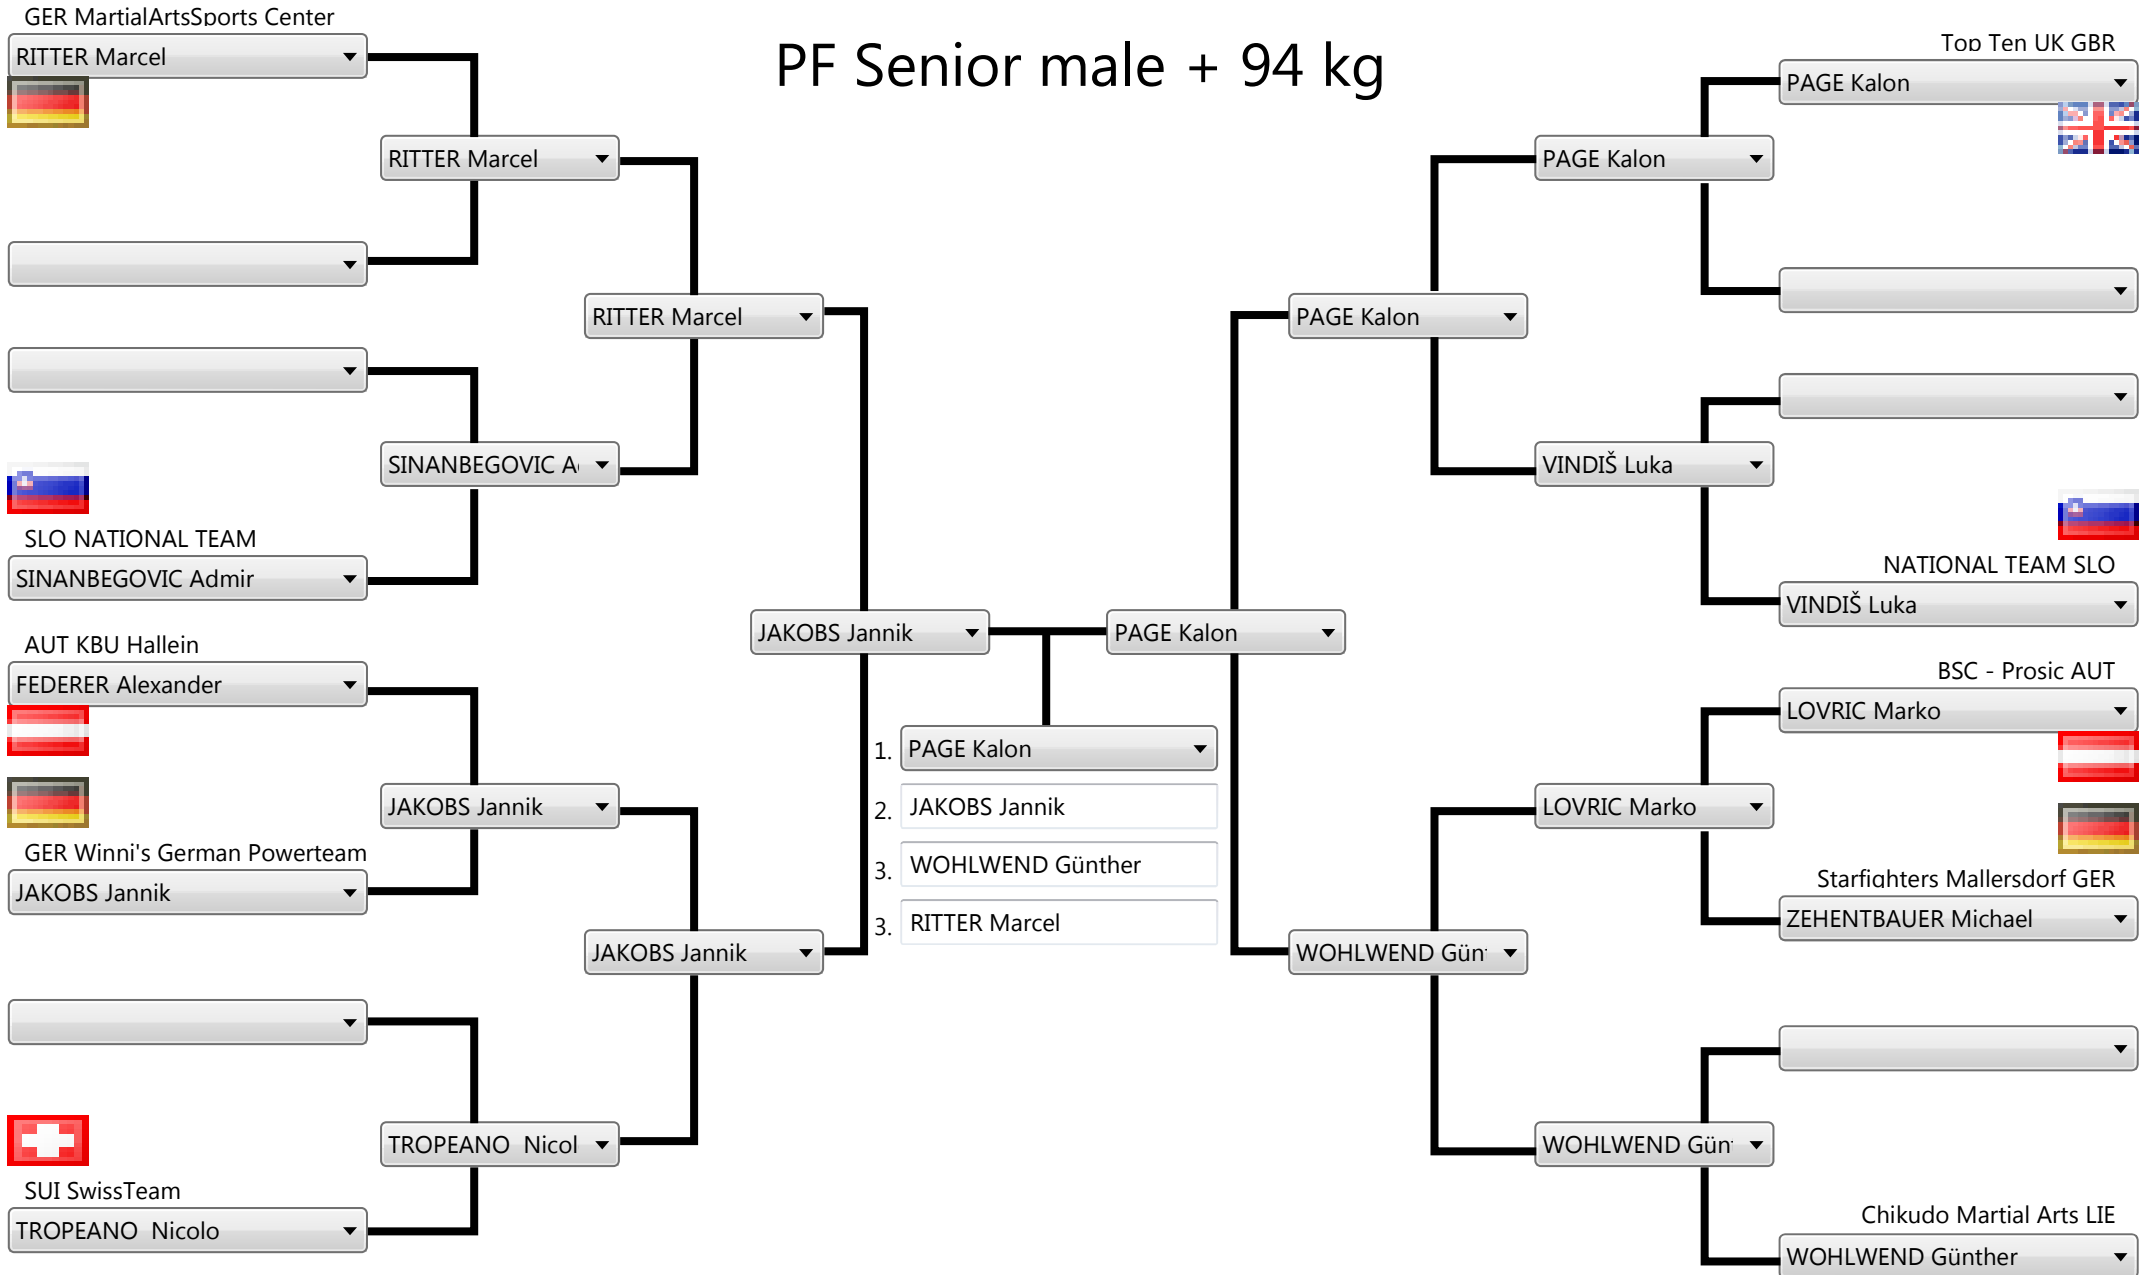 GER MartialArtsSports Center
RITTER Marcel
PF Senior male + 94 kg
Top Ten UK GBR
PAGE Kalon
RITTER Marcel
PAGE Kalon
RITTER Marcel
PAGE Kalon
SINANBEGOVIC A
VINDIŠ Luka
SLO NATIONAL TEAM
SINANBEGOVIC Admir
NATIONAL TEAM SLO
VINDIŠ Luka
JAKOBS Jannik
PAGE Kalon
AUT KBU Hallein
FEDERER Alexander
BSC - Prosic AUT
LOVRIC Marko
1. PAGE Kalon
2. JAKOBS Jannik
3. WOHLWEND Günther
3. RITTER Marcel
JAKOBS Jannik
LOVRIC Marko
GER Winni's German Powerteam
JAKOBS Jannik
Starfighters Mallersdorf GER
ZEHENTBAUER Michael
JAKOBS Jannik
WOHLWEND Gün
TROPEANO  Nicol
WOHLWEND Gün
SUI SwissTeam
TROPEANO  Nicolo
Chikudo Martial Arts LIE
WOHLWEND Günther